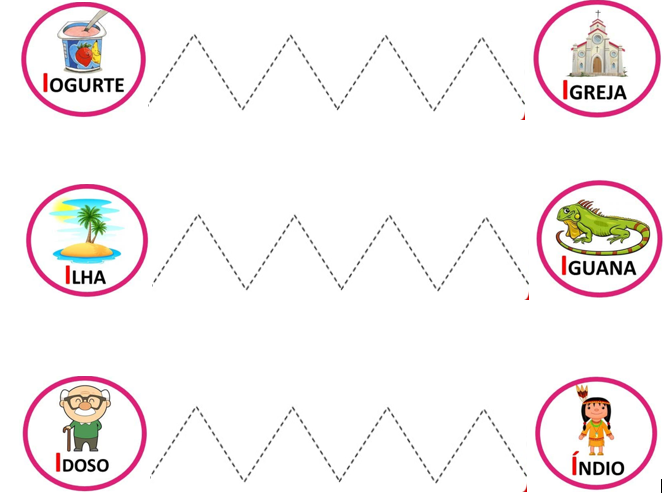 IOGURTE
IGREJA
ILHA
IGUANA
IDOSO
ÍNDIO